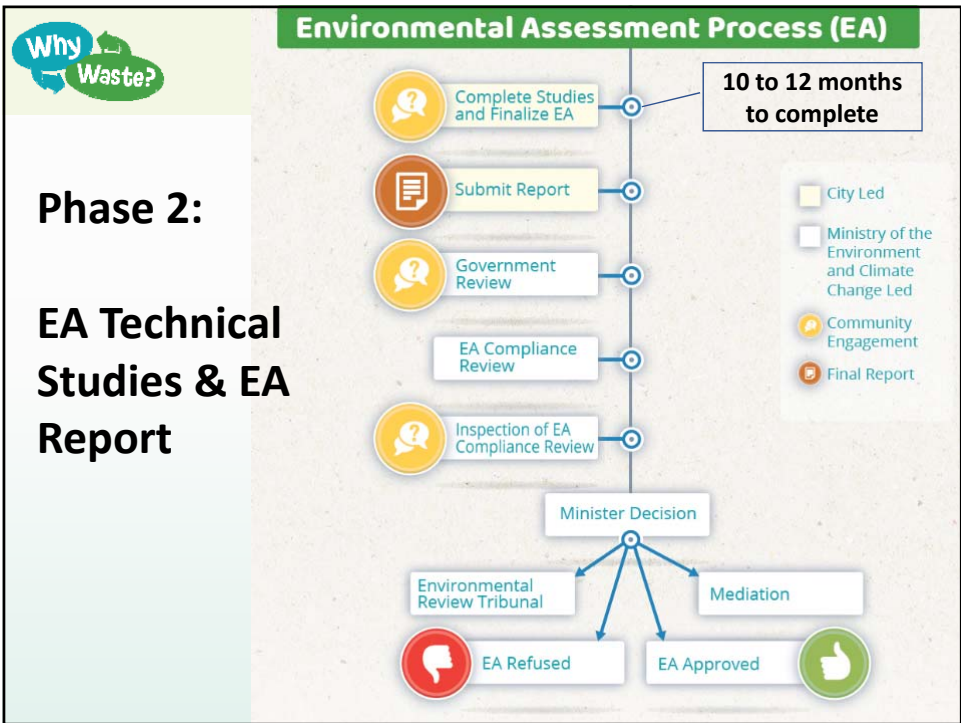 Why
Waste?
Environmental Assessment Process (EA)
Phase 2:
EA Technical
Studies & EA
Report
Complete Studies
and Finalize EA
10 to 12 months
to complete
Submit Report
Government
Review
EA Compliance
Review
Inspection of EA
Compliance Review
Minister Decision
Environmental
Review Tribunal
Mediation
EA Refused
EA Approved
City Led
Ministry of the
Environment
and Climate
Change Led
Community
Engagement
Final Report